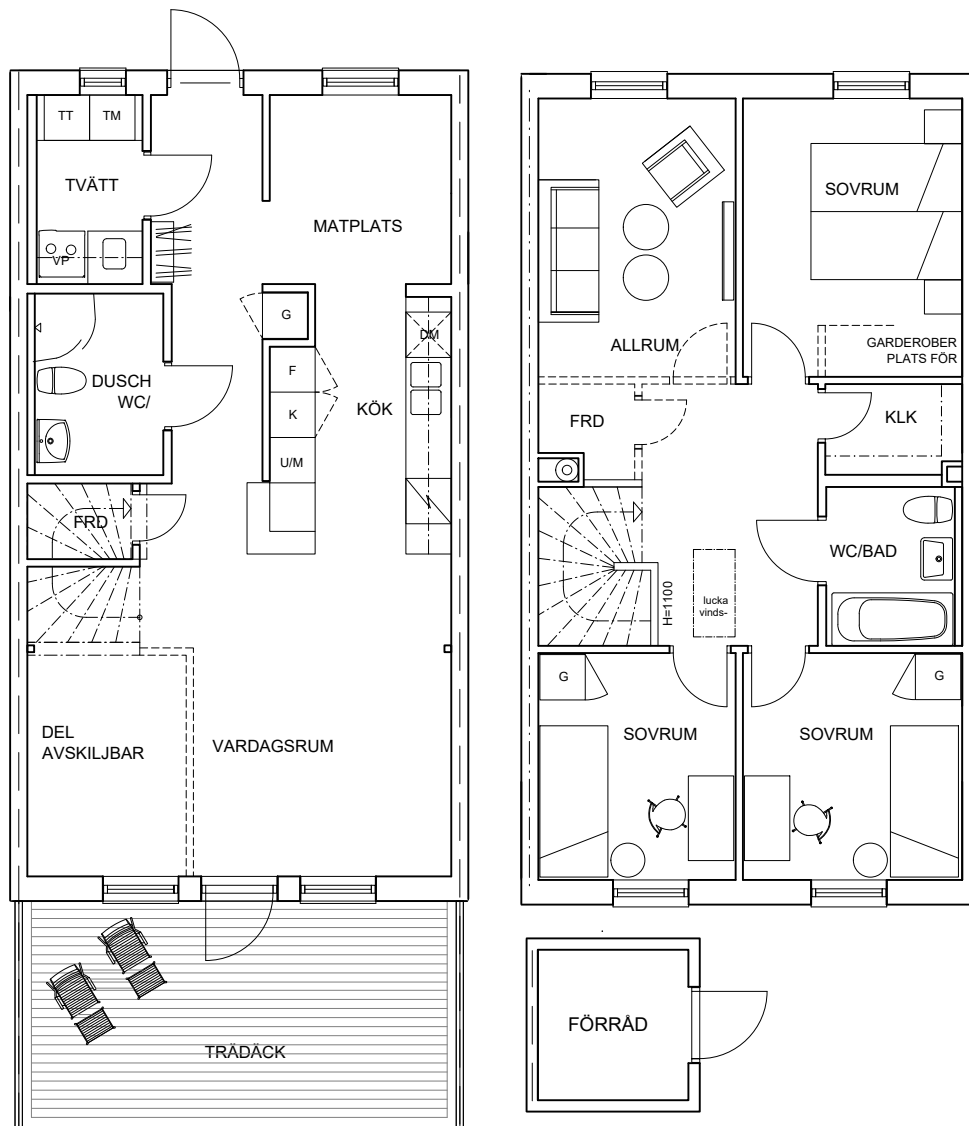 TT
TM
TVÄTT
VP
MATPLATS
G
DM
DUSCH
WC/
F
K
KÖK
U/M
FRD
DEL
AVSKILJBAR
VARDAGSRUM
TRÄDÄCK
SOVRUM
ALLRUM
GARDEROBER
PLATS FÖR
FRD
KLK
WC/BAD
H=1100
lucka
vinds-
G
G
SOVRUM
SOVRUM
FÖRRÅD